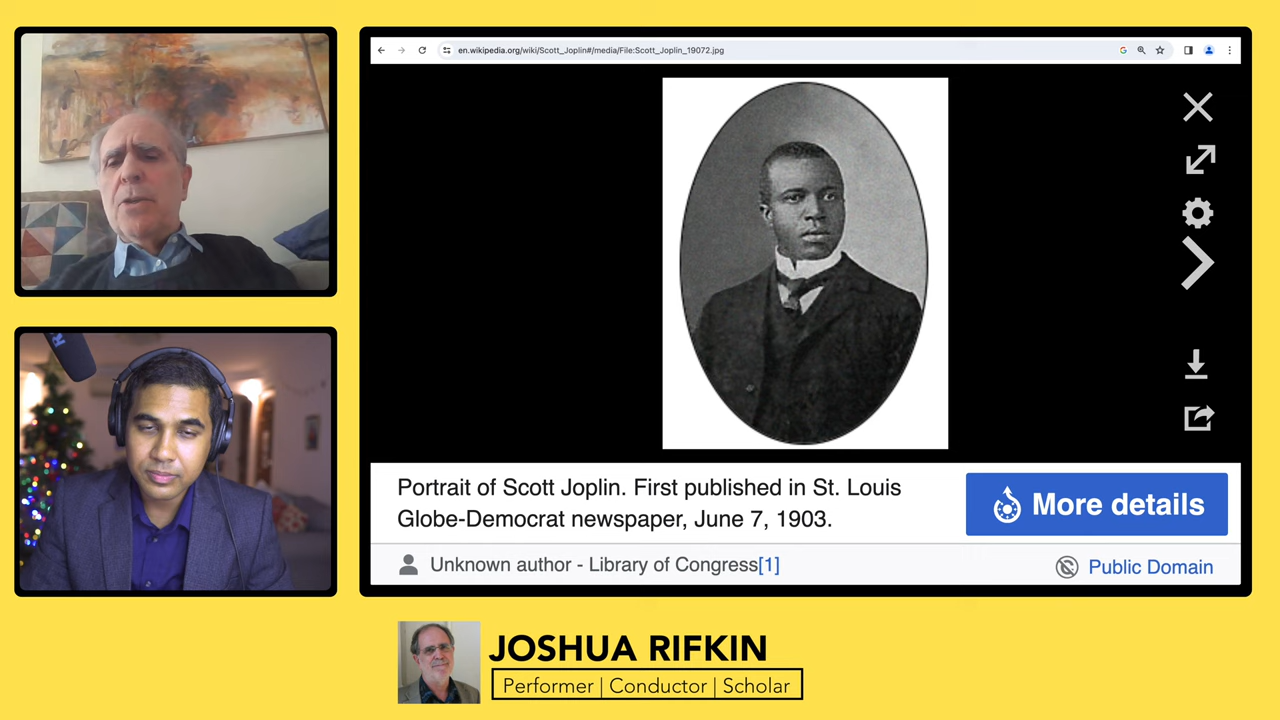 en.wikipedia.org/wiki/Scott_Joplin#/media/File:Scott_Joplin_19072.jpg
Portrait of Scott Joplin. First published in St. Louis
Globe-Democrat newspaper, June 7, 1903.
More details
Unknown author - Library of Congress[1]
Public Domain
JOSHUA RIFKIN
Performer | Conductor | Scholar